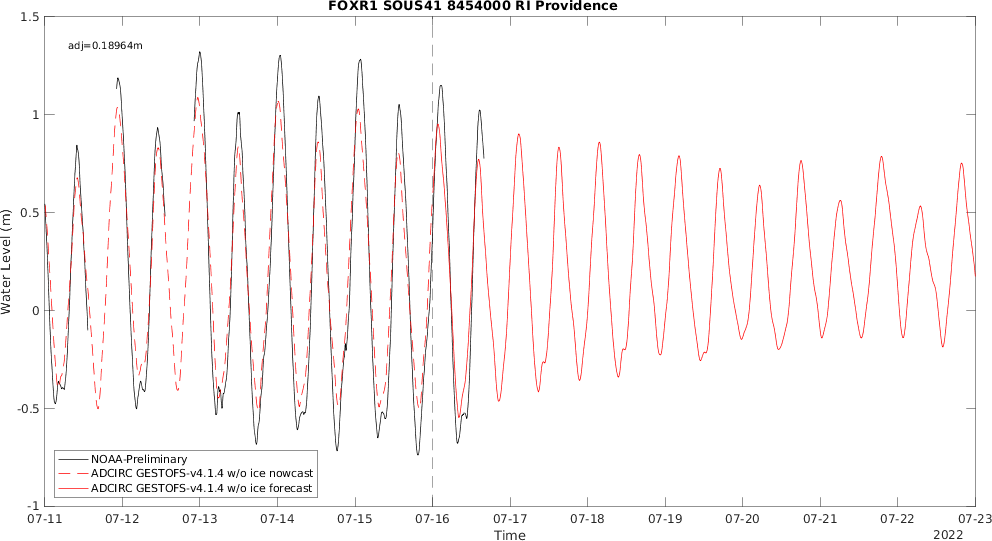 FOXR1 SOUS41 8454000 RI Providence
adj=0.18964m
Water Level (m)
1.5
1
0.5
0
-0.5
-1
NOAA-Preliminary
ADCIRC GESTOFS-v4.1.4 w/o ice nowcast
ADCIRC GESTOFS-v4.1.4 w/o ice forecast
07-11 07-12 07-13 07-14 07-15 07-16 07-17 07-18 07-19 07-20 07-21 07-22 07-23
Time
2022